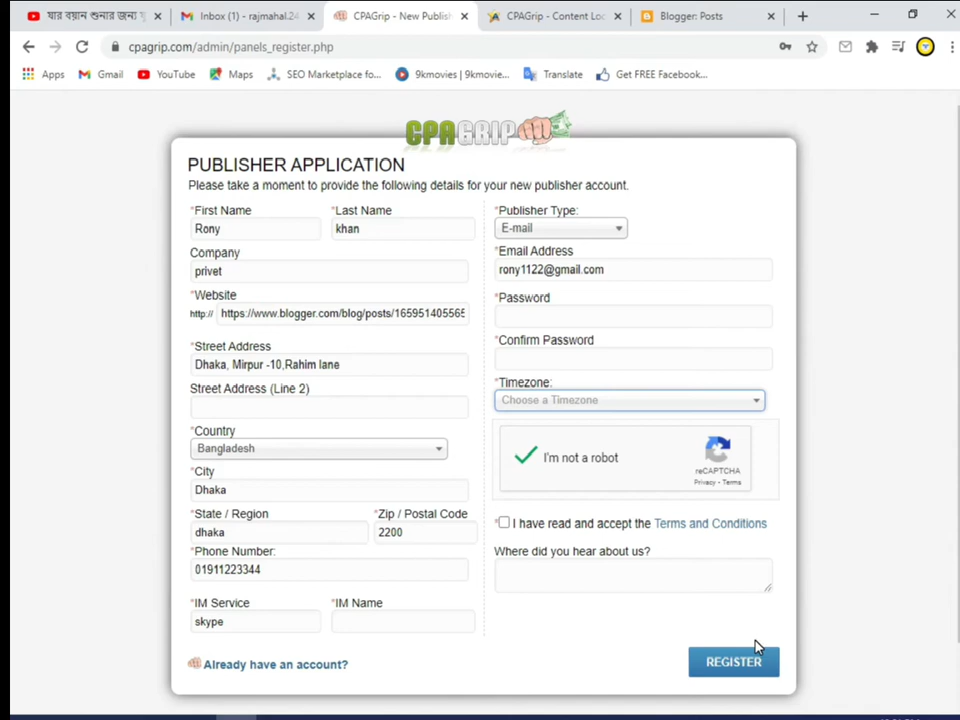 যার বয়ান শুনার জন্য
Inbox (1) - rajmahal.24
CPAGrip - New Publish
CPAGrip - Content Loc
Blogger: Posts
cpagrip.com/admin/panels_register.php
Apps
Gmail
YouTube
Maps
SEO Marketplace fo...
9kmovies | 9kmovie...
Translate
Get FREE Facebook...
CPAGRIP
PUBLISHER APPLICATION
Please take a moment to provide the following details for your new publisher account.
*First Name
*Last Name
Rony
khan
Company
privet
*Website
http:// https://www.blogger.com/blog/posts/165951405565
*Street Address
Dhaka, Mirpur -10,Rahim lane
Street Address (Line 2)
*Country
Bangladesh
*City
Dhaka
*State / Region
*Zip / Postal Code
dhaka
2200
*Phone Number:
01911223344
*IM Service
*IM Name
skype
Already have an account?
*Publisher Type:
E-mail
*Email Address
rony1122@gmail.com
*Password
*Confirm Password
*Timezone:
Choose a Timezone
I'm not a robot
reCAPTCHA
Privacy - Terms
*I have read and accept the Terms and Conditions
Where did you hear about us?
REGISTER